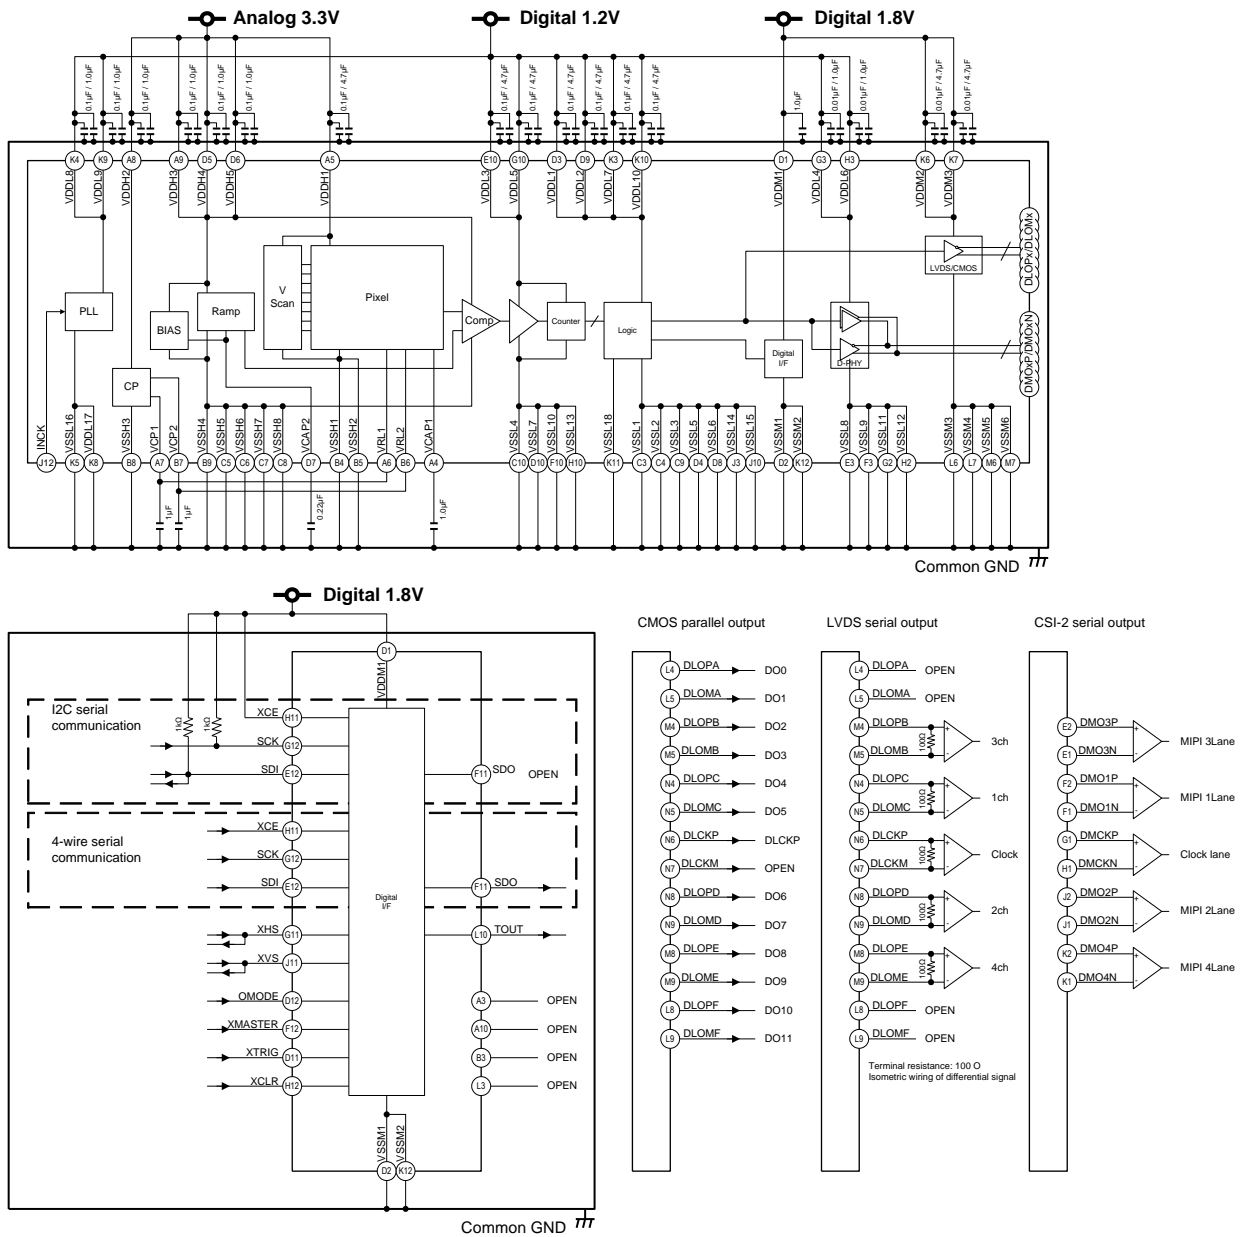 Analog 3.3V
Digital 1.2V
Digital 1.8V
0.1µF / 1.0µF
0.1µF / 1.0µF
0.1µF / 1.0µF
0.1µF / 1.0µF
0.1µF / 1.0µF
0.1µF / 4.7µF
0.1µF / 4.7µF
0.1µF / 4.7µF
0.1µF / 4.7µF
0.1µF / 4.7µF
0.1µF / 4.7µF
0.1µF / 4.7µF
1.0µF
0.01µF / 1.0µF
0.01µF / 1.0µF
0.01µF / 4.7µF
0.01µF / 4.7µF
K4 K9 A8 A9 D5 D6 A5 E10 G10 D3 D9 K3 K10 D1 G3 H3 K6 K7
VDDL8 VDDL9 VDDH2 VDDH3 VDDH4 VDDH5 VDDH1 VDDL3 VDDL5 VDDL1 VDDL2 VDDL7 VDDL10 VDDM1 VDDL4 VDDL6 VDDM2 VDDM3
DLOPx/DLOMx
LVDS/CMOS
V Scan
Pixel
PLL
BIAS
Ramp
Comp
Counter
Logic
Digital I/F
D-PHY
DMOxP/DMOxN
CP
INCK VSSL16 VDDL17 VSSH3 VCP1 VCP2 VSSH4 VSSH5 VSSH6 VSSH7 VSSH8 VCAP2 VSSH1 VSSH2 VRL1 VRL2 VCAP1 VSSL4 VSSL7 VSSL10 VSSL13 VSSL18 VSSL1 VSSL2 VSSL3 VSSL5 VSSL6 VSSL14 VSSL15 VSSM1 VSSM2 VSSL8 VSSL9 VSSL11 VSSL12 VSSM3 VSSM4 VSSM5 VSSM6
J12 K5 K8 B8 A7 B7 B9 C5 C6 C7 C8 D7 B4 B5 A6 B6 A4 C10 D10 F10 H10 K11 C3 C4 C9 D4 D8 J3 J10 D2 K12 E3 F3 G2 H2 L6 L7 M6 M7
1µF
1µF
0.22µF
1.0µF
Common GND
Digital 1.8V
D1
VDDM1
I2C serial
communication
1kΩ
1kΩ
XCE H11
SCK G12
SDI E12
F11 SDO OPEN
4-wire serial
communication
XCE H11
SCK G12
SDI E12
F11 SDO
Digital
I/F
XHS G11
L10 TOUT
XVS J11
OMODE D12
A3 OPEN
XMASTER F12
A10 OPEN
XTRIG D11
B3 OPEN
XCLR H12
L3 OPEN
VSSM1 VSSM2
D2 K12
Common GND
CMOS parallel output
L4 DLOPA DO0
L5 DLOMA DO1
M4 DLOPB DO2
M5 DLOMB DO3
N4 DLOPC DO4
N5 DLOMC DO5
N6 DLCKP DLCKP
N7 DLCKM OPEN
N8 DLOPD DO6
N9 DLOMD DO7
M8 DLOPE DO8
M9 DLOME DO9
L8 DLOPF DO10
L9 DLOMF DO11
LVDS serial output
L4 DLOPA OPEN
L5 DLOMA OPEN
M4 DLOPB
100Ω + - 3ch
M5 DLOMB
N4 DLOPC
100Ω + - 1ch
N5 DLOMC
N6 DLCKP
100Ω + - Clock
N7 DLCKM
N8 DLOPD
100Ω + - 2ch
N9 DLOMD
M8 DLOPE
100Ω + - 4ch
M9 DLOME
L8 DLOPF OPEN
L9 DLOMF OPEN
Terminal resistance: 100 O
Isometric wiring of differential signal
CSI-2 serial output
E2 DMO3P
+ - MIPI 3Lane
E1 DMO3N
F2 DMO1P
+ - MIPI 1Lane
F1 DMO1N
G1 DMCKP
+ - Clock lane
H1 DMCKN
J2 DMO2P
+ - MIPI 2Lane
J1 DMO2N
K2 DMO4P
+ - MIPI 4Lane
K1 DMO4N